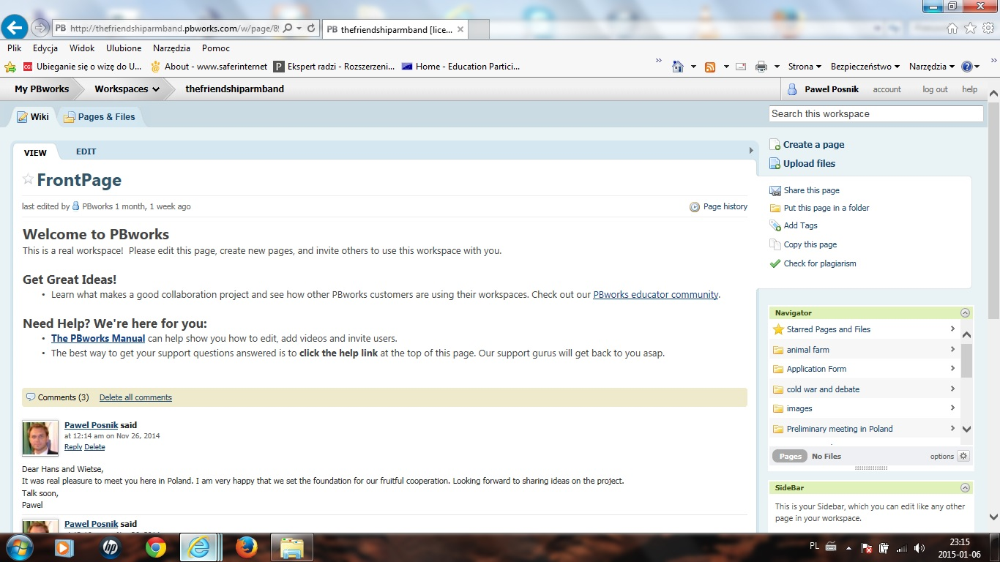 PB http://thefriendshiparmband.pbworks.com/w/page/8
PB thefriendshiparmband [lice...
Plik Edycja Widok Ulubione Narzędzia Pomoc
CGI Ubieganie się o wizę do U... About - www.saferinternet P Ekspert radzi - Rozszerzeni... Home - Education Partici... Strona Bezpieczeństwo Narzędzia
My PBworks Workspaces thefriendshiparmband Pawel Posnik account log out help
Wiki Pages & Files Search this workspace
VIEW EDIT
Create a page
Upload files
FrontPage
last edited by PBworks 1 month, 1 week ago Page history
Share this page
Put this page in a folder
Add Tags
Copy this page
Check for plagiarism
Welcome to PBworks
This is a real workspace! Please edit this page, create new pages, and invite others to use this workspace with you.
Get Great Ideas!
• Learn what makes a good collaboration project and see how other PBworks customers are using their workspaces. Check out our PBworks educator community.
Need Help? We're here for you:
• The PBworks Manual can help show you how to edit, add videos and invite users.
• The best way to get your support questions answered is to click the help link at the top of this page. Our support gurus will get back to you asap.
Navigator
Starred Pages and Files
animal farm
Application Form
cold war and debate
images
Preliminary meeting in Poland
Pages No Files options
SideBar
This is your Sidebar, which you can edit like any other
page in your workspace.
Comments (3) Delete all comments
Pawel Posnik said
at 12:14 am on Nov 26, 2014
Reply Delete
Dear Hans and Wietse,
It was real pleasure to meet you here in Poland. I am very happy that we set the foundation for our fruitful cooperation. Looking forward to sharing ideas on the project.
Talk soon,
Pawel
Pawel Posnik said
hp
PL
23:15
2015-01-06